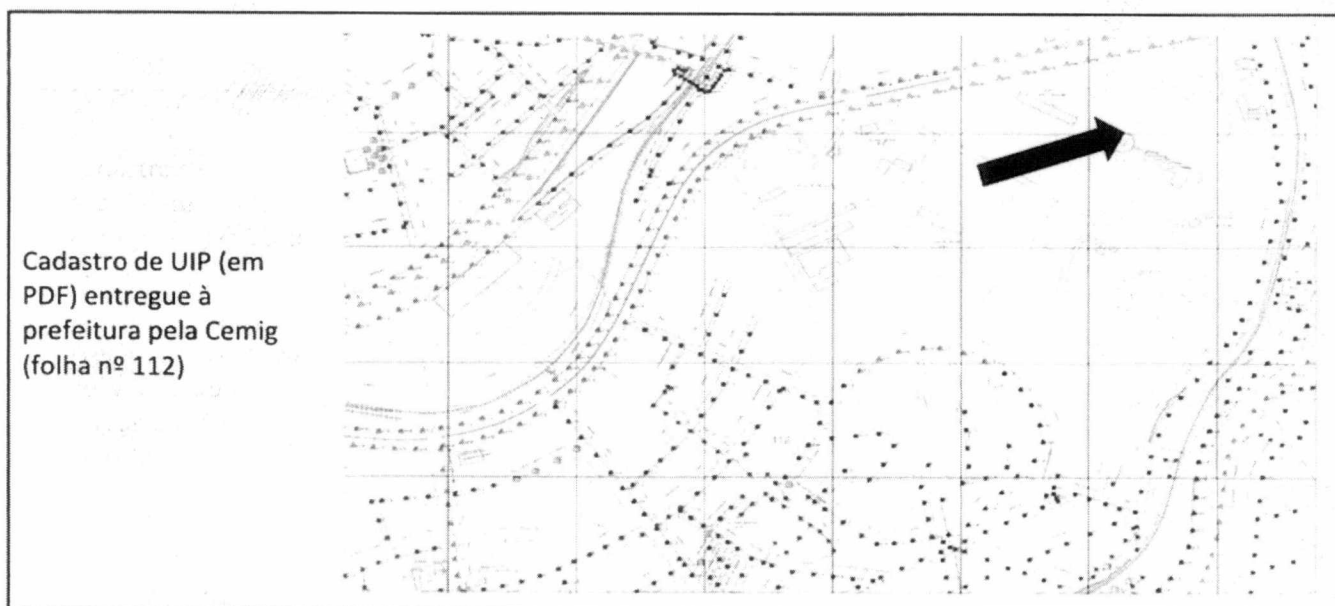 Cadastro de UIP (em
PDF) entregue à
prefeitura pela Cemig
(folha nº 112)